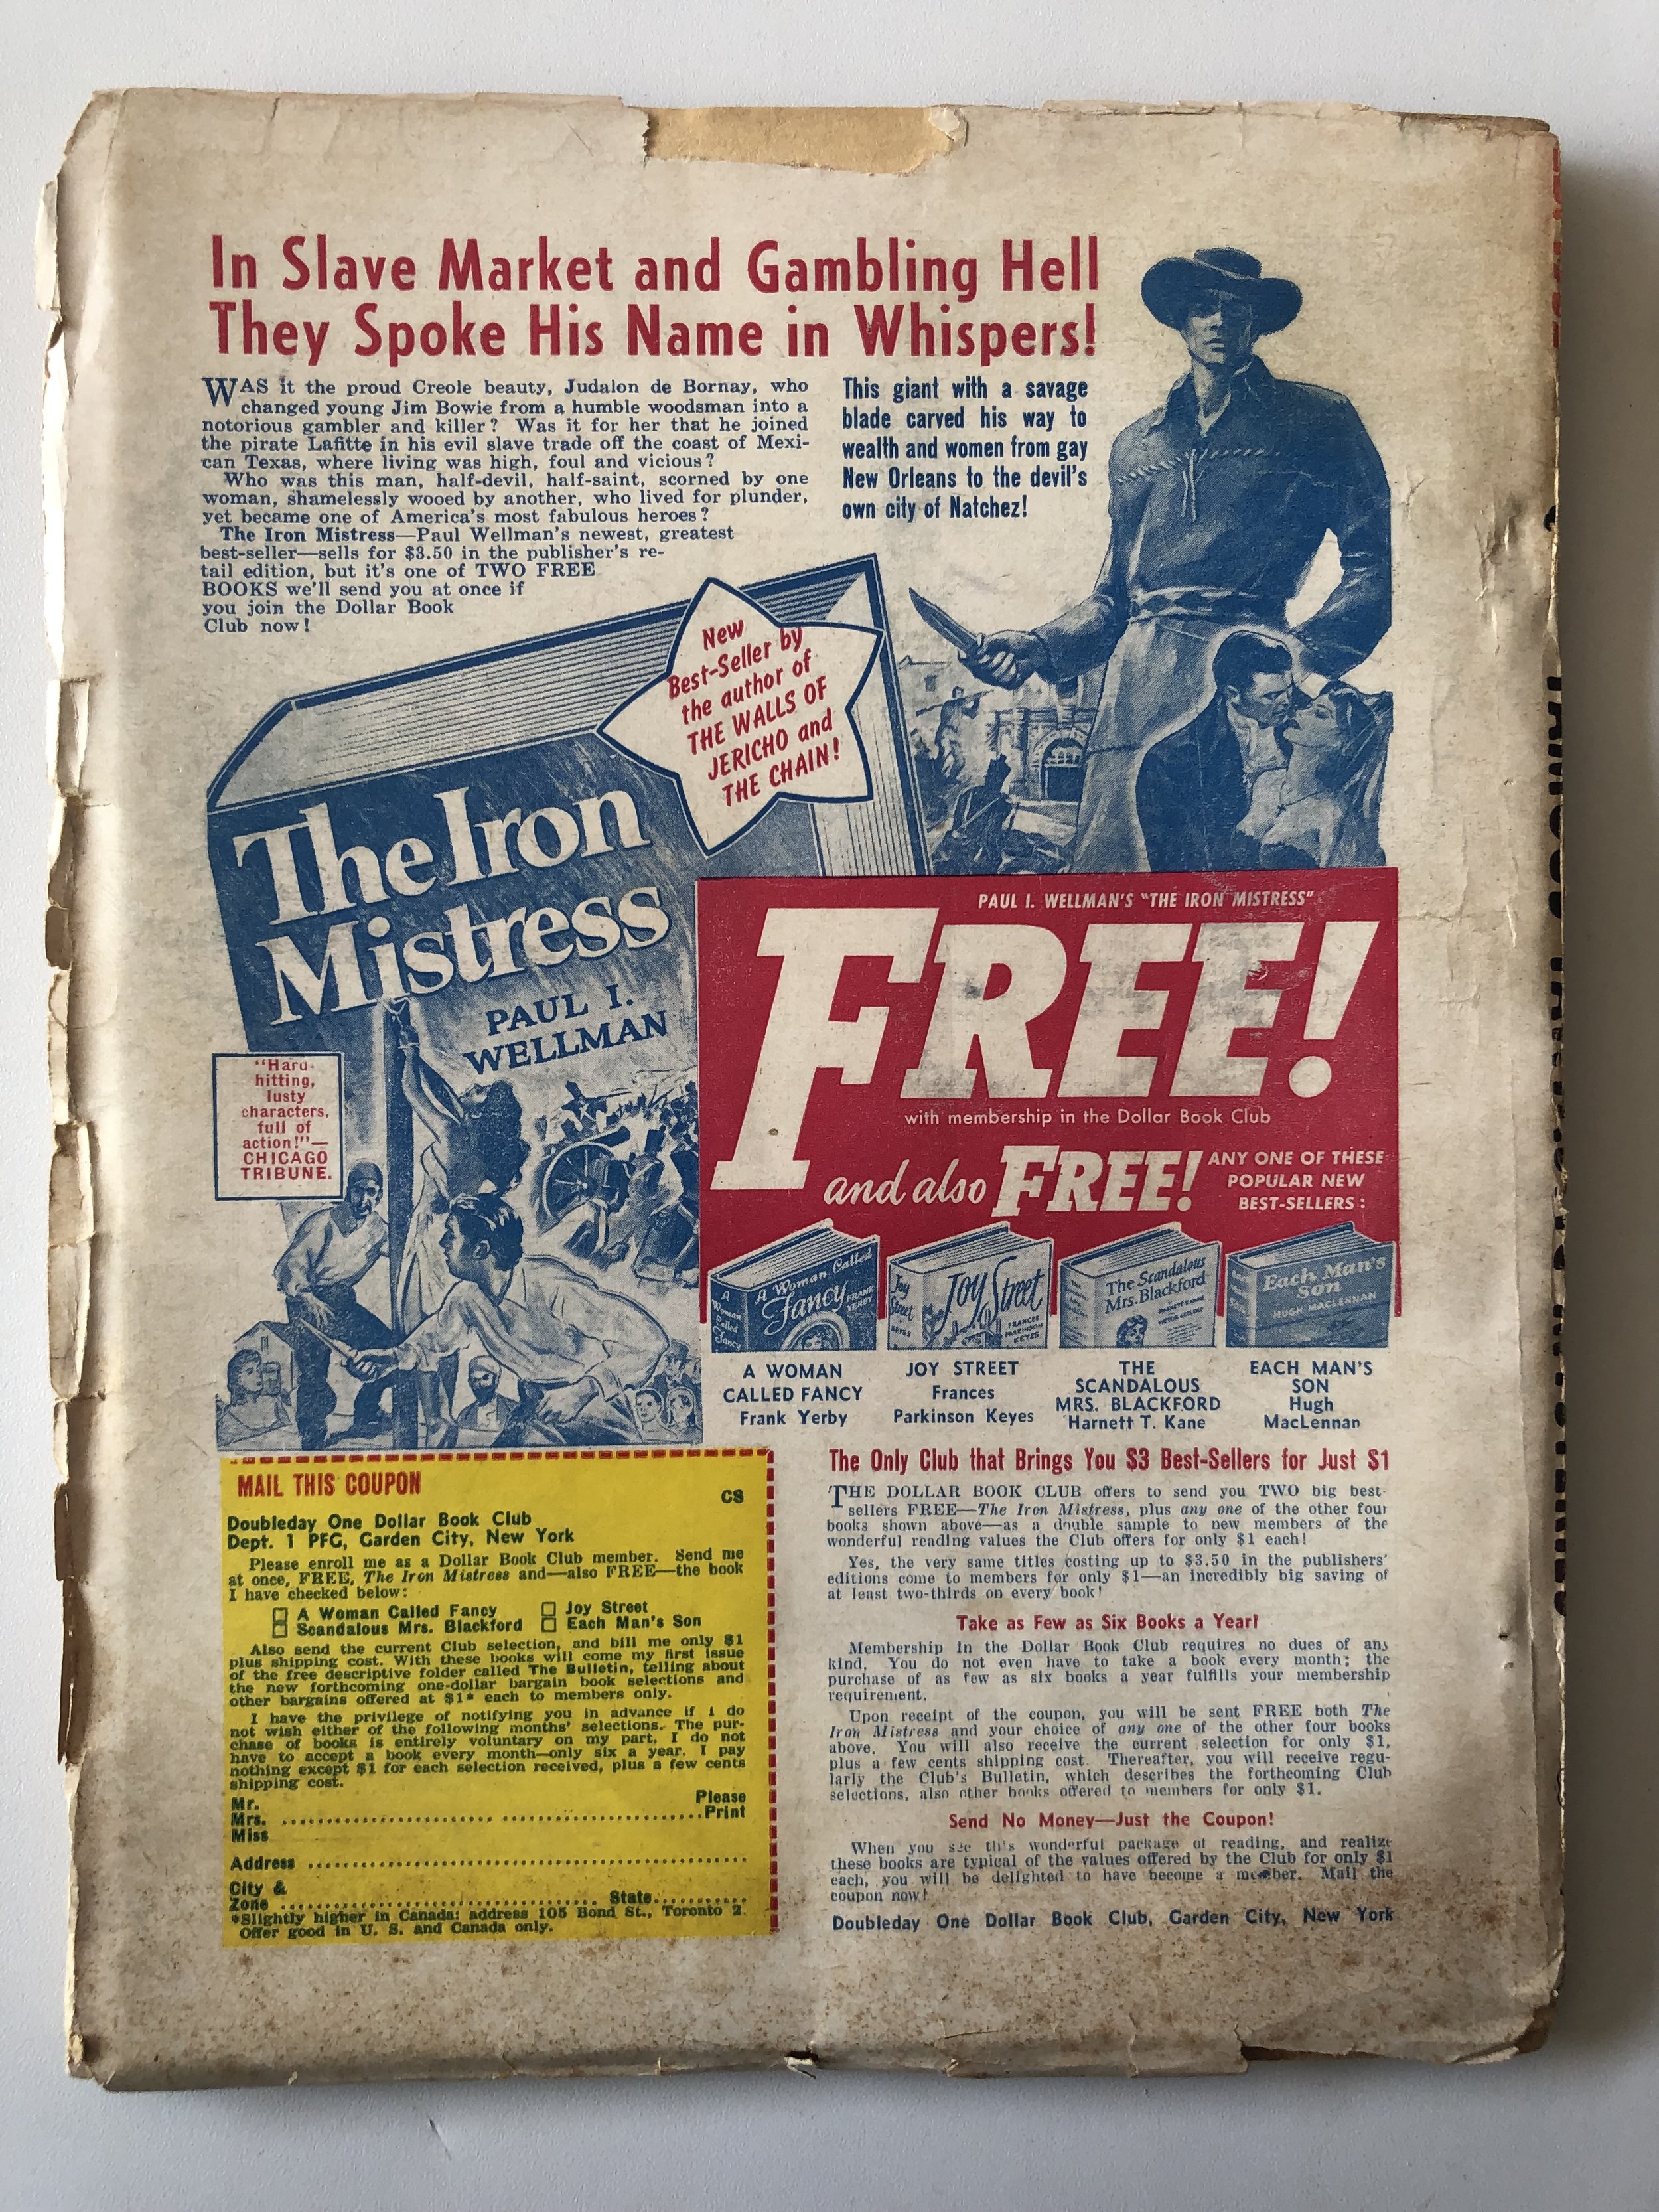 In Slave Market and Gambling Hell
They Spoke His Name in Whispers!
WAS it the proud Creole beauty, Judalon de Bornay, who
changed young Jim Bowie from a humble woodsman into a
notorious gambler and killer? Was it for her that he joined
the pirate Lafitte in his evil slave trade off the coast of Mexi-
can Texas, where living was high, foul and vicious?
Who was this man, half-devil, half-saint, scorned by one
woman, shamelessly wooed by another, who lived for plunder,
yet became one of America's most fabulous heroes?
The Iron Mistress—Paul Wellman's newest, greatest
best-seller—sells for $3.50 in the publisher's re-
tail edition, but it's one of TWO FREE
BOOKS we'll send you at once if
you join the Dollar Book
Club now!
This giant with a savage
blade carved his way to
wealth and women from gay
New Orleans to the devil's
own city of Natchez!
New
Best-Seller by
the author of
THE WALLS OF
JERICHO and
THE CHAIN!
The Iron
Mistress
PAUL I.
WELLMAN
"Hard-
hitting,
lusty
characters,
full of
action!"—
CHICAGO
TRIBUNE.
PAUL I. WELLMAN'S "THE IRON MISTRESS"
FREE!
with membership in the Dollar Book Club
and also FREE!
ANY ONE OF THESE
POPULAR NEW
BEST-SELLERS:
A Woman Called
Fancy
FRANK
YERBY
A
Woman
Called
Fancy
Joy Street
FRANCES
PARKINSON
KEYES
Joy
Street
KEYES
The Scandalous
Mrs. Blackford
Each Man's
Son
HUGH MACLENNAN
A WOMAN
CALLED FANCY
Frank Yerby
JOY STREET
Frances
Parkinson Keyes
THE
SCANDALOUS
MRS. BLACKFORD
Harnett T. Kane
EACH MAN'S
SON
Hugh
MacLennan
MAIL THIS COUPON
CS
Doubleday One Dollar Book Club
Dept. 1 PFG, Garden City, New York
Please enroll me as a Dollar Book Club member. Send me
at once, FREE, The Iron Mistress and—also FREE—the book
I have checked below:
☐ A Woman Called Fancy ☐ Joy Street
☐ Scandalous Mrs. Blackford ☐ Each Man's Son
Also send the current Club selection, and bill me only $1
plus shipping cost. With these books will come my first issue
of the free descriptive folder called The Bulletin, telling about
the new forthcoming one-dollar bargain book selections and
other bargains offered at $1* each to members only.
I have the privilege of notifying you in advance if I do
not wish either of the following months' selections. The pur-
chase of books is entirely voluntary on my part. I do not
have to accept a book every month—only six a year. I pay
nothing except $1 for each selection received, plus a few cents
shipping cost.
Mr.
Mrs.
Miss
Please
Print
Address
City &
Zone
State
*Slightly higher in Canada: address 105 Bond St., Toronto 2.
Offer good in U. S. and Canada only.
The Only Club that Brings You $3 Best-Sellers for Just $1
THE DOLLAR BOOK CLUB offers to send you TWO big best-
sellers FREE—The Iron Mistress, plus any one of the other four
books shown above—as a double sample to new members of the
wonderful reading values the Club offers for only $1 each!
Yes, the very same titles costing up to $3.50 in the publishers'
editions come to members for only $1—an incredibly big saving of
at least two-thirds on every book!
Take as Few as Six Books a Year!
Membership in the Dollar Book Club requires no dues of any
kind. You do not even have to take a book every month; the
purchase of as few as six books a year fulfills your membership
requirement.
Upon receipt of the coupon, you will be sent FREE both The
Iron Mistress and your choice of any one of the other four books
above. You will also receive the current selection for only $1,
plus a few cents shipping cost. Thereafter, you will receive regu-
larly the Club's Bulletin, which describes the forthcoming Club
selections, also other books offered to members for only $1.
Send No Money—Just the Coupon!
When you see this wonderful package of reading, and realize
these books are typical of the values offered by the Club for only $1
each, you will be delighted to have become a member. Mail the
coupon now!
Doubleday One Dollar Book Club, Garden City, New York